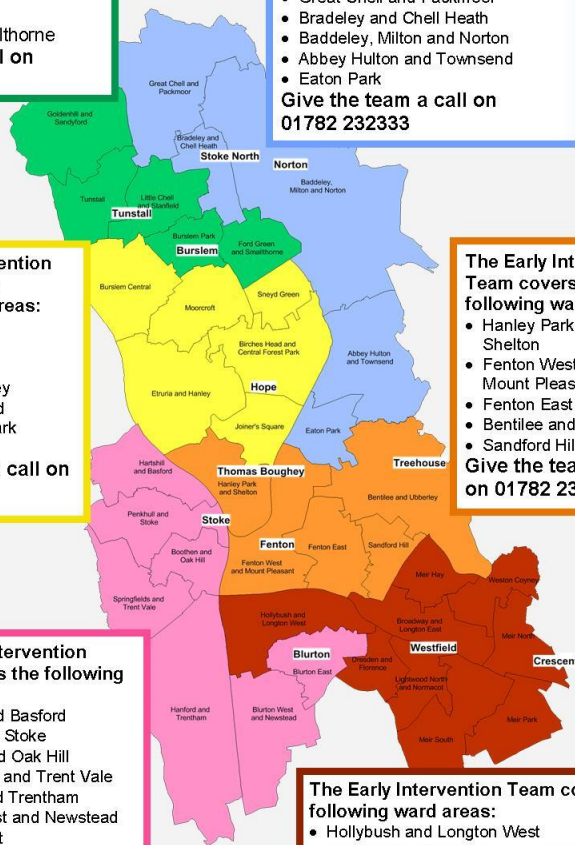 lthorne
l on
Great Chell and Packmoor
• Bradeley and Chell Heath
• Baddeley, Milton and Norton
• Abbey Hulton and Townsend
• Eaton Park
Give the team a call on
01782 232333
Great Chell and
Packmoor
Goldenhill and
Sandyford
Bradeley and
Chell Heath
Stoke North
Norton
Baddeley,
Milton and Norton
Tunstall
Little Chell
and Stanfield
Tunstall
Burslem Park
Burslem
Ford Green
and Smallthorne
ention
reas:
ey
d
ark
call on
Burslem Central
Sneyd Green
Moorcroft
Birches Head and
Central Forest Park
Abbey Hulton
and Townsend
Hope
Etruria and Hanley
Joiner's Square
Eaton Park
The Early Int
Team covers
following wa
• Hanley Park
Shelton
• Fenton West
Mount Pleas
• Fenton East
• Bentilee and
• Sandford Hil
Give the tea
on 01782 23
Hartshill
and Basford
Thomas Boughey
Treehouse
Hanley Park
and Shelton
Bentilee and Ubberley
Penkhull and
Stoke
Stoke
Boothen and
Oak Hill
Fenton
Fenton East
Sandford Hill
Fenton West
and Mount Pleasant
Meir Hay
Weston Coyney
Springfields and
Trent Vale
Hollybush and
Longton West
Broadway and
Longton East
Meir North
Westfield
Blurton
Dresden and
Florence
Crescen
Blurton East
Lightwood North
and Normacot
Hanford and
Trentham
Blurton West
and Newstead
Meir Park
Meir South
tervention
s the following
d Basford
Stoke
d Oak Hill
and Trent Vale
d Trentham
st and Newstead
t
The Early Intervention Team co
following ward areas:
• Hollybush and Longton West